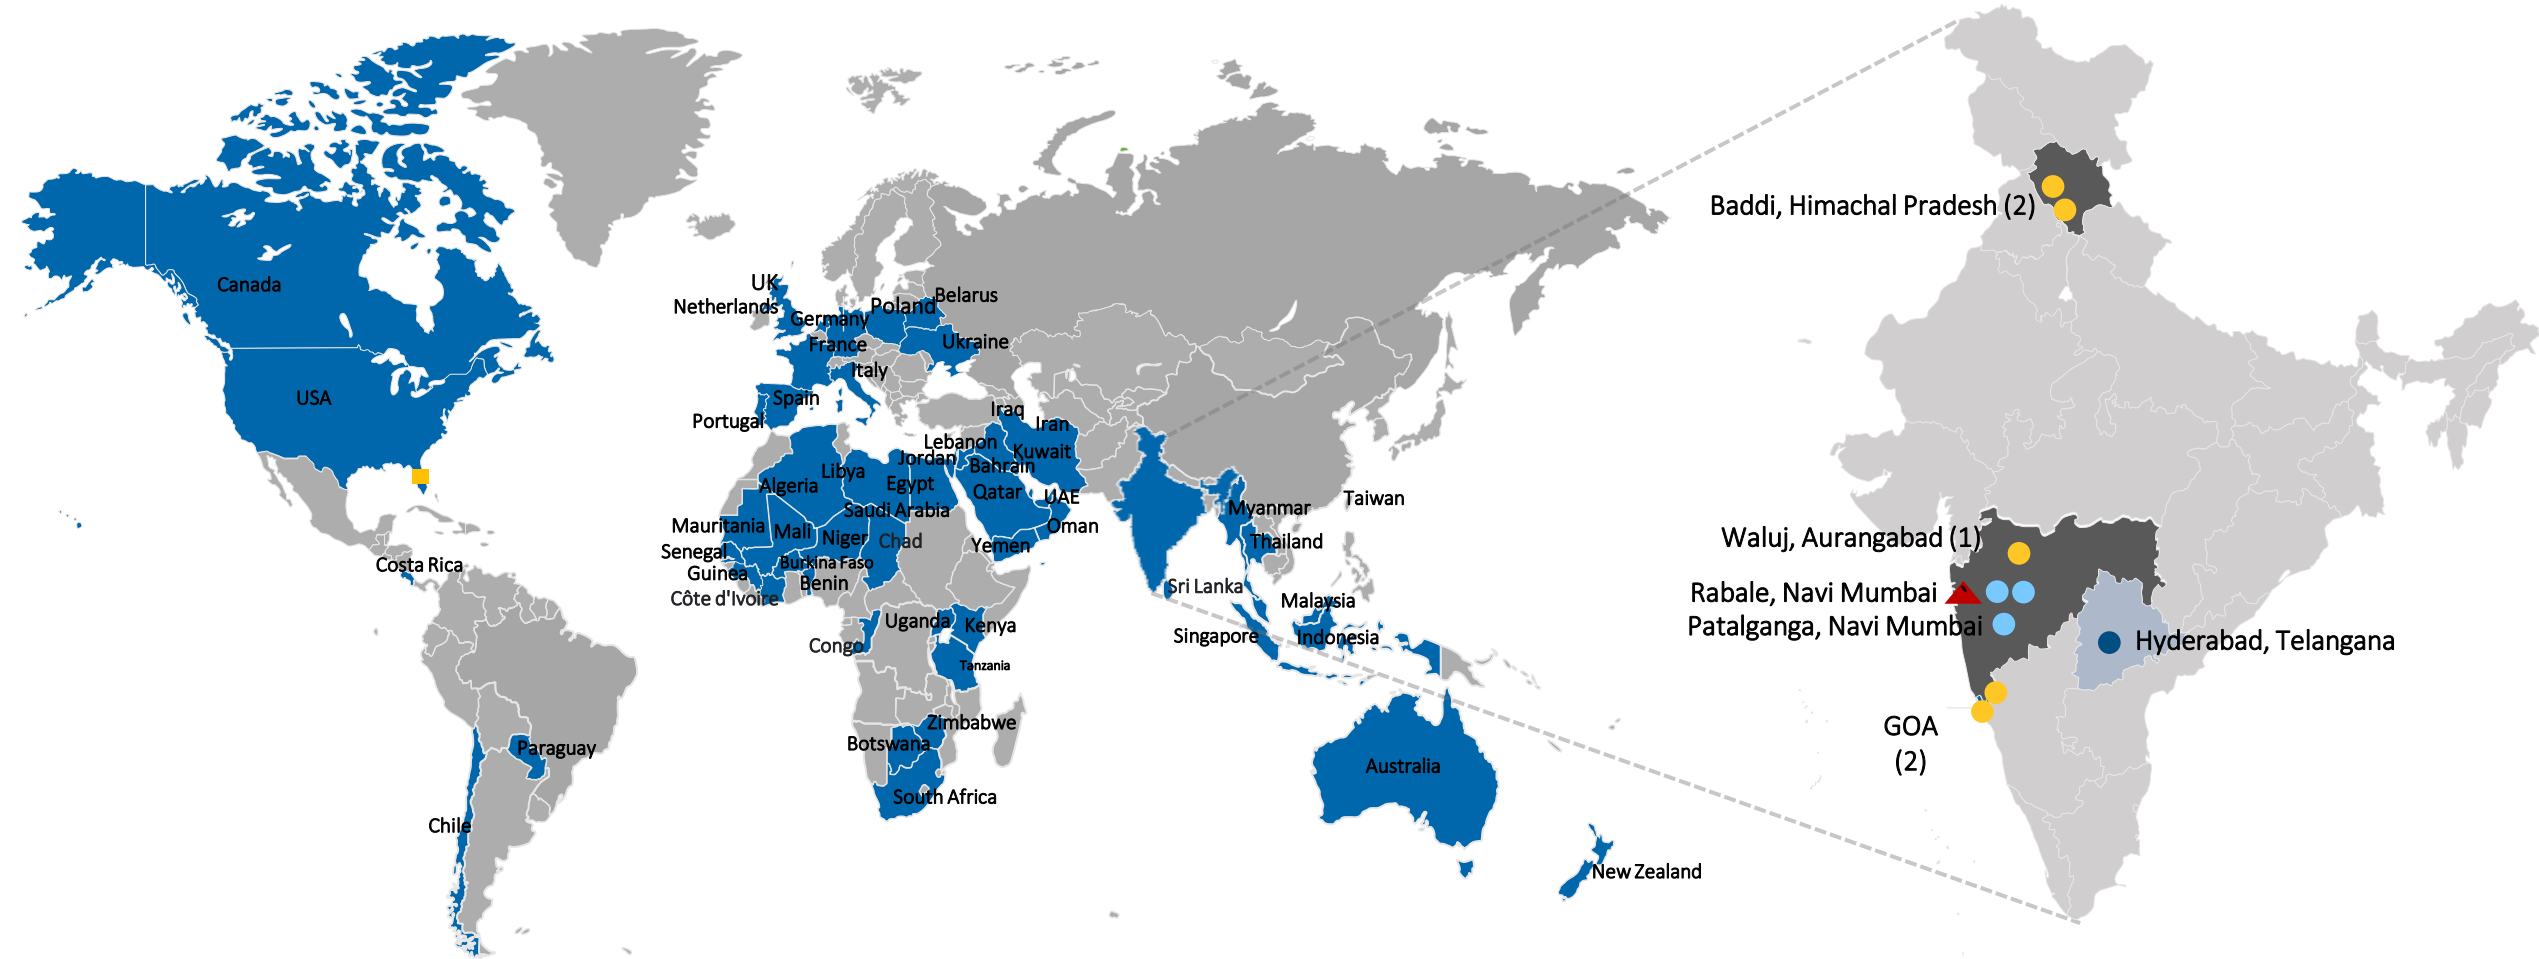 Canada
USA
Costa Rica
Paraguay
Chile
UK
Netherlands
Belarus
Poland
Germany
Ukraine
France
Italy
Spain
Portugal
Iraq
Iran
Lebanon
Kuwait
Jordan
Bahrain
Libya
Algeria
Egypt
Qatar
UAE
Saudi Arabia
Oman
Mauritania
Mali
Niger
Chad
Yemen
Senegal
Burkina Faso
Guinea
Benin
Côte d'Ivoire
Uganda
Kenya
Congo
Tanzania
Zimbabwe
Botswana
South Africa
Taiwan
Myanmar
Thailand
Sri Lanka
Malaysia
Singapore
Indonesia
Australia
New Zealand
Baddi, Himachal Pradesh (2)
Waluj, Aurangabad (1)
Rabale, Navi Mumbai
Patalganga, Navi Mumbai
Hyderabad, Telangana
GOA
(2)